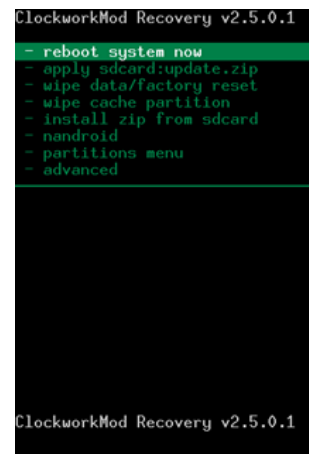 ClockworkMod Recovery v2.5.0.1
- reboot system now
- apply sdcard:update.zip
- wipe data/factory reset
- wipe cache partition
- install zip from sdcard
- nandroid
- partitions menu
- advanced
ClockworkMod Recovery v2.5.0.1